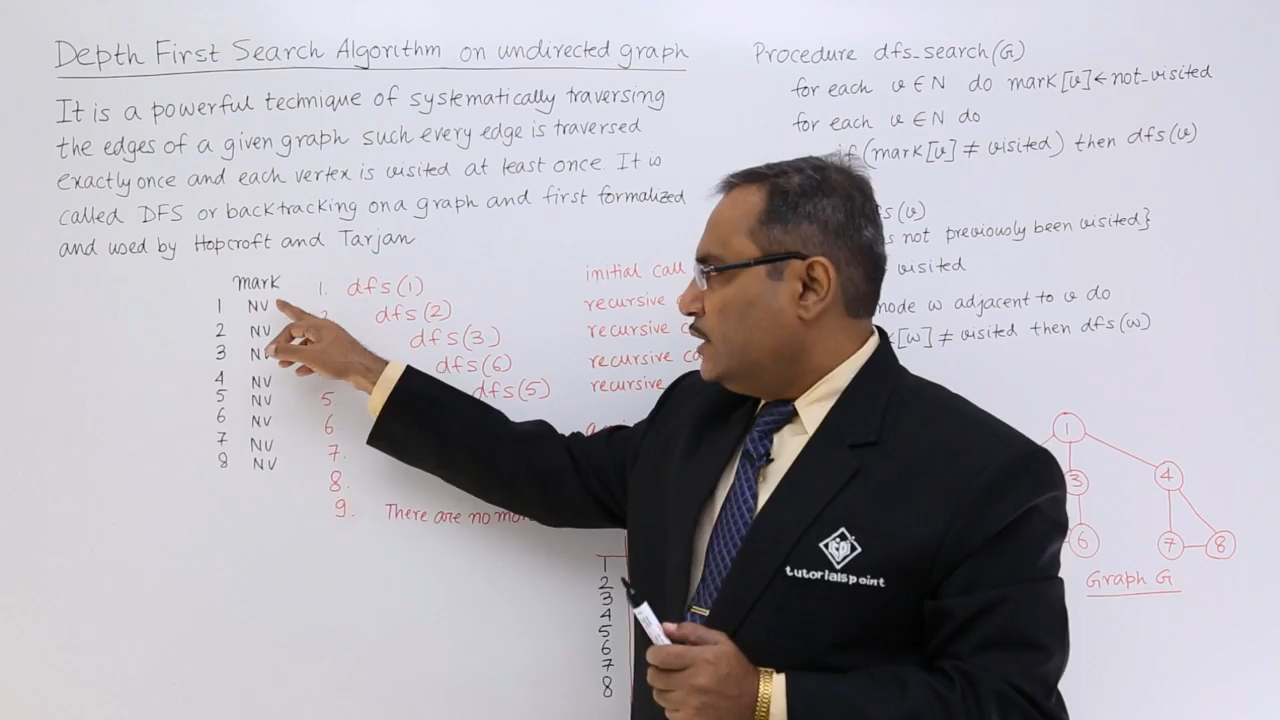 Depth First Search Algorithm on undirected graph
It is a powerful technique of systematically traversing
the edges of a given graph such every edge is traversed
exactly once and each vertex is visited at least once. It is
called DFS or backtracking on a graph and first formalized
and used by Hopcroft and Tarjan
mark
1 NV
2 NV
3
4 NV
5 NV
6 NV
7 NV
8 NV
1. dfs(1) initial call
dfs(2) recursive
dfs(3) recursive
dfs(6) recursive
5. dfs(5) recursive
6.
7.
8.
9. There are no
1
2
3
4
5
6
7
8
Procedure dfs_search(G)
for each v ∈ N do mark[v] ← not_visited
for each v ∈ N do
if (mark[v] ≠ visited) then dfs(v)
(v)
not previously been visited}
visited
node w adjacent to v do
[w] ≠ visited then dfs(w)
1
3
4
6
7
8
Graph G
tutorialspoint